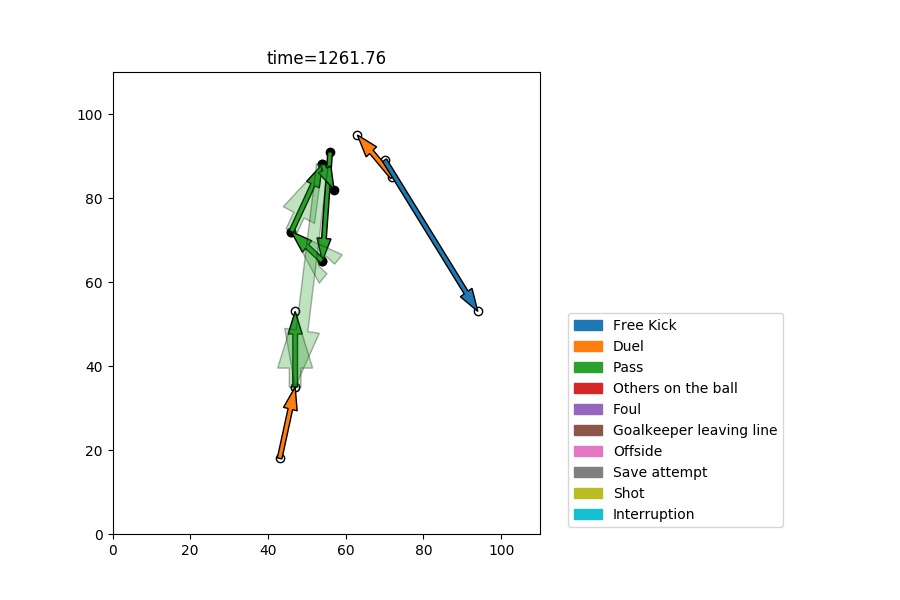 time=1261.76
100
80
60
40
20
0
0 20 40 60 80 100
Free Kick
Duel
Pass
Others on the ball
Foul
Goalkeeper leaving line
Offside
Save attempt
Shot
Interruption